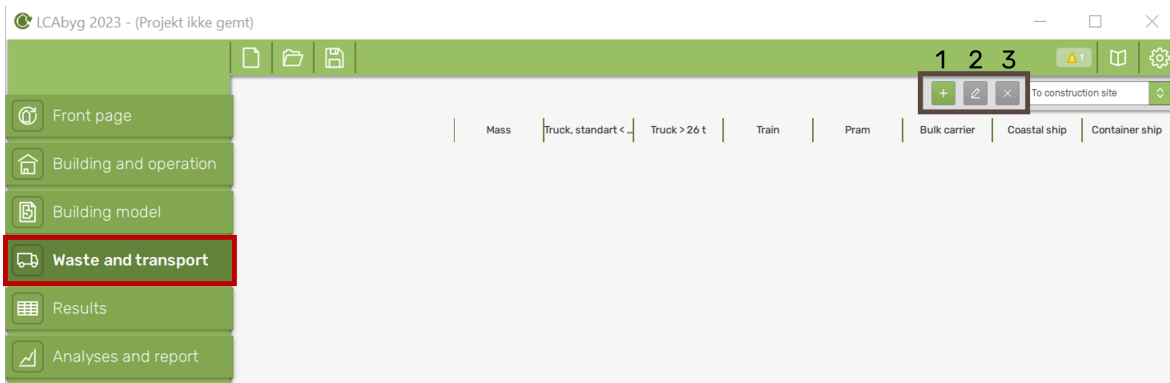 LCAbyg 2023 - (Projekt ikke gemt)
1 2 3
1
To construction site
Front page
Mass Truck, standart < ... Truck > 26 t Train Pram Bulk carrier Coastal ship Container ship
Building and operation
Building model
Waste and transport
Results
Analyses and report